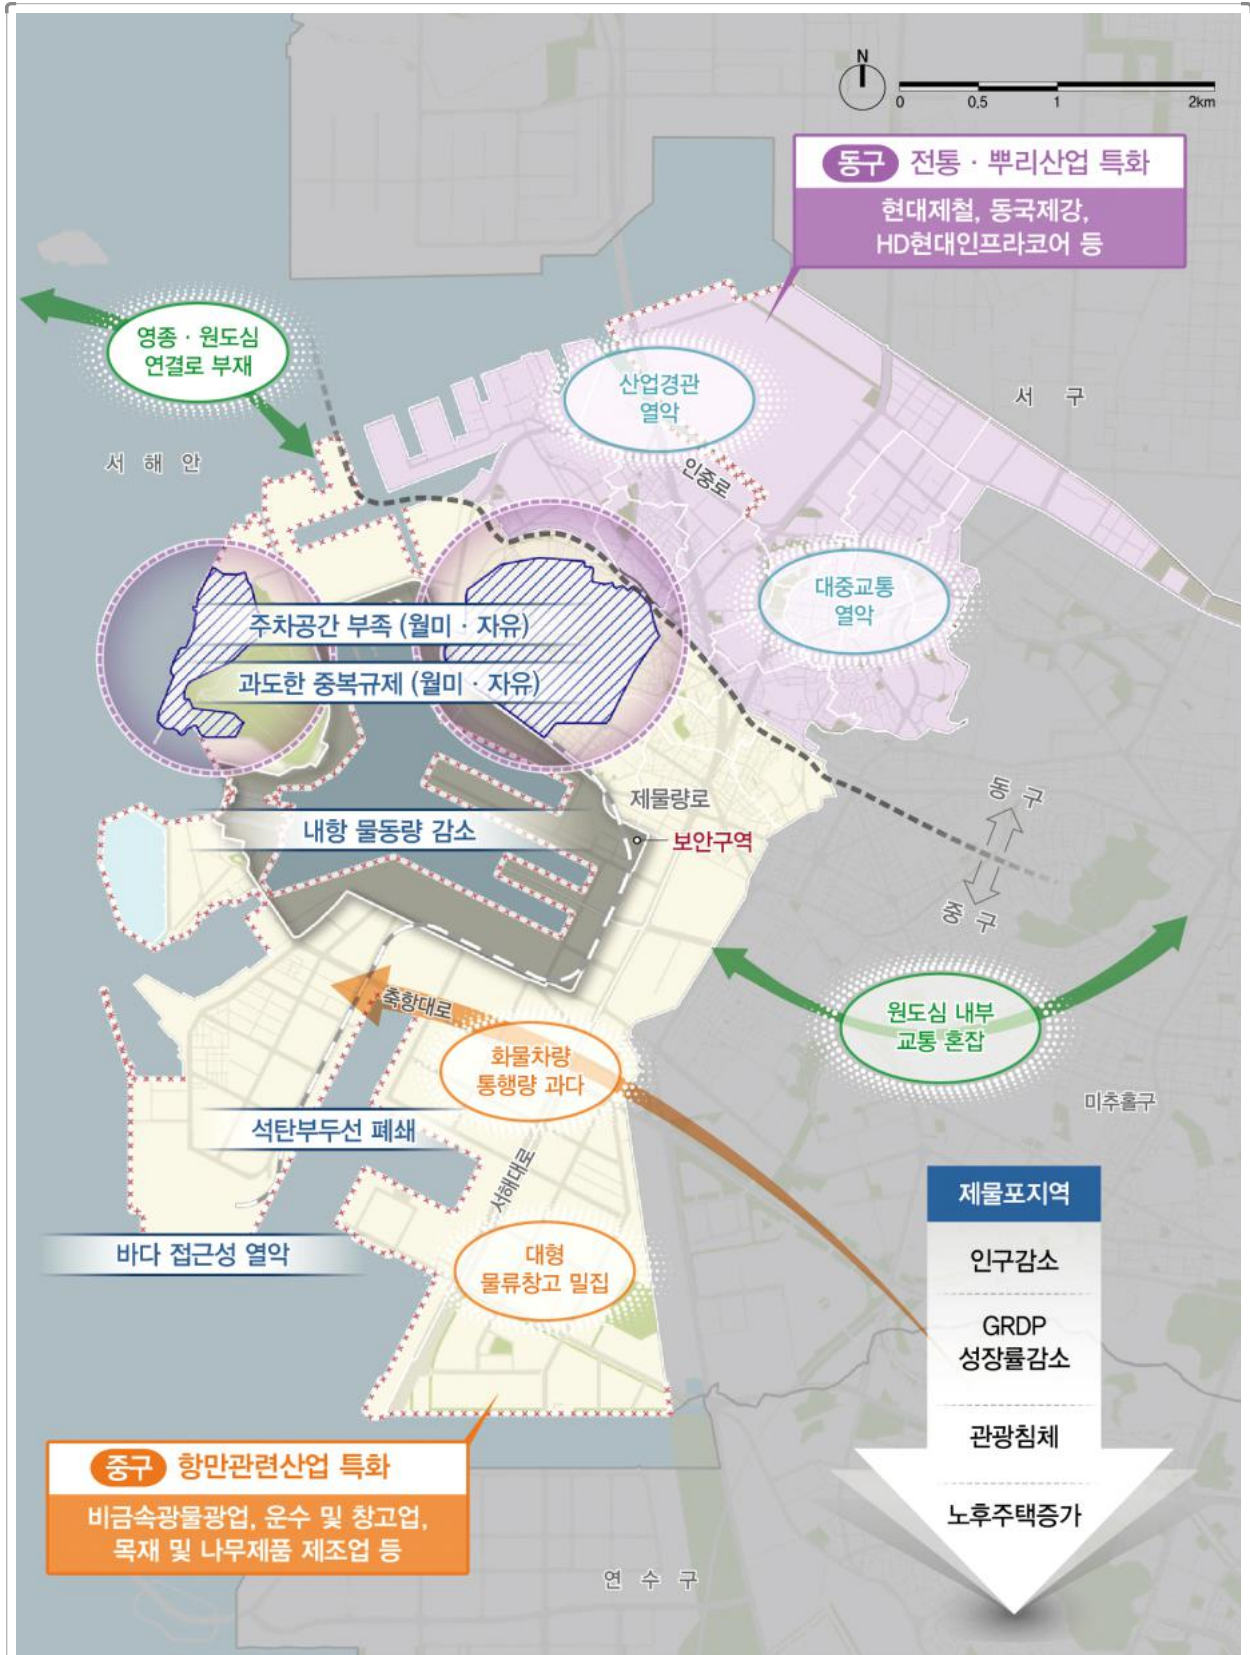 N
0 0.5 1 2km
동구 전통 · 뿌리산업 특화
현대제철, 동국제강,
HD현대인프라코어 등
영종 · 원도심
연결로 부재
산업경관
열악
서 구
서 해 안
인중로
대중교통
열악
주차공간 부족 (월미 · 자유)
과도한 중복규제 (월미 · 자유)
제물량로
동 구
내항 물동량 감소
보안구역
중 구
축항대로
원도심 내부
교통 혼잡
화물차량
통행량 과다
미추홀구
석탄부두선 폐쇄
서해대로
제물포지역
바다 접근성 열악
대형
물류창고 밀집
인구감소
GRDP
성장률감소
관광침체
노후주택증가
중구 항만관련산업 특화
비금속광물광업, 운수 및 창고업,
목재 및 나무제품 제조업 등
연 수 구